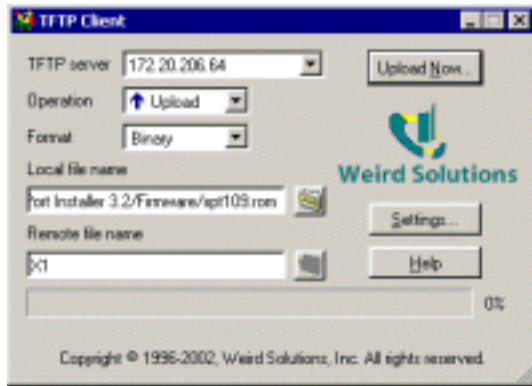 TFTP Client
TFTP server 172.20.206.64
Upload Now...
Operation Upload
Format Binary
Weird Solutions
Local file name
Port Installer 3.2/Firmware/xpt109.rom
Settings...
Remote file name
X1
Help
0%
Copyright © 1996-2002, Weird Solutions, Inc. All rights reserved.